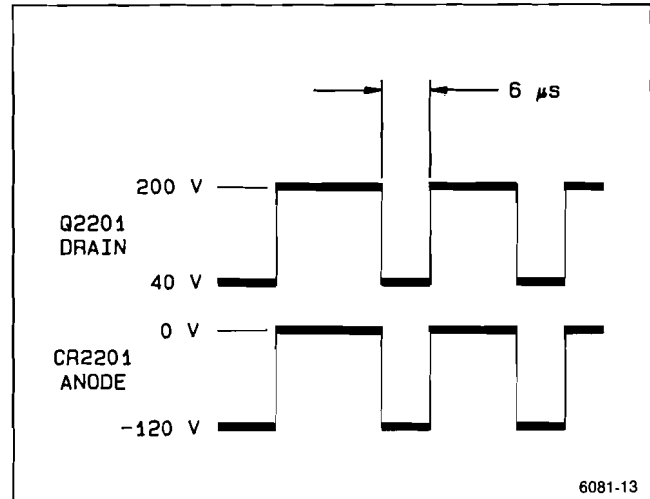 6 µs
200 V
Q2201
DRAIN
40 V
0 V
CR2201
ANODE
-120 V
6081-13